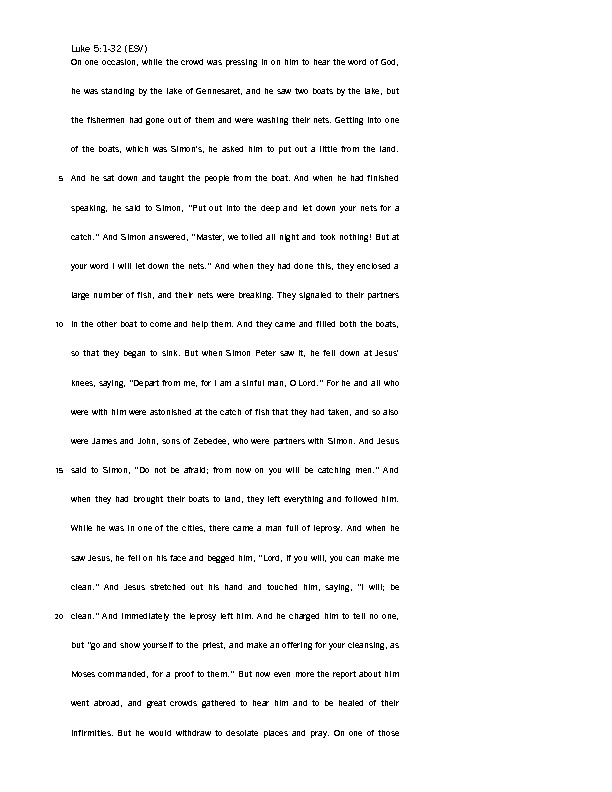 Luke 5:1-32 (ESV)
On one occasion, while the crowd was pressing in on him to hear the word of God,
he was standing by the lake of Gennesaret, and he saw two boats by the lake, but
the fishermen had gone out of them and were washing their nets. Getting into one
of the boats, which was Simon's, he asked him to put out a little from the land.
5 And he sat down and taught the people from the boat. And when he had finished
speaking, he said to Simon, "Put out into the deep and let down your nets for a
catch." And Simon answered, "Master, we toiled all night and took nothing! But at
your word I will let down the nets." And when they had done this, they enclosed a
large number of fish, and their nets were breaking. They signaled to their partners
10 in the other boat to come and help them. And they came and filled both the boats,
so that they began to sink. But when Simon Peter saw it, he fell down at Jesus'
knees, saying, "Depart from me, for I am a sinful man, O Lord." For he and all who
were with him were astonished at the catch of fish that they had taken, and so also
were James and John, sons of Zebedee, who were partners with Simon. And Jesus
15 said to Simon, "Do not be afraid; from now on you will be catching men." And
when they had brought their boats to land, they left everything and followed him.
While he was in one of the cities, there came a man full of leprosy. And when he
saw Jesus, he fell on his face and begged him, "Lord, if you will, you can make me
clean." And Jesus stretched out his hand and touched him, saying, "I will; be
20 clean." And immediately the leprosy left him. And he charged him to tell no one,
but "go and show yourself to the priest, and make an offering for your cleansing, as
Moses commanded, for a proof to them." But now even more the report about him
went abroad, and great crowds gathered to hear him and to be healed of their
infirmities. But he would withdraw to desolate places and pray. On one of those